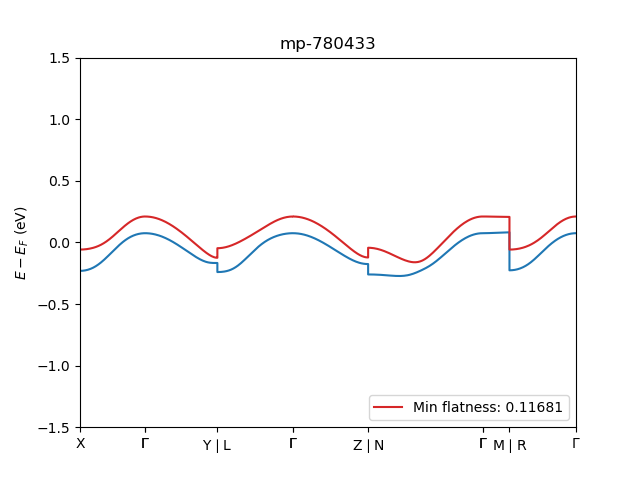 mp-780433
1.5
1.0
0.5
0.0
−0.5
−1.0
−1.5
E − E_F (eV)
Min flatness: 0.11681
X Γ Y | L Γ Z | N Γ M | R Γ